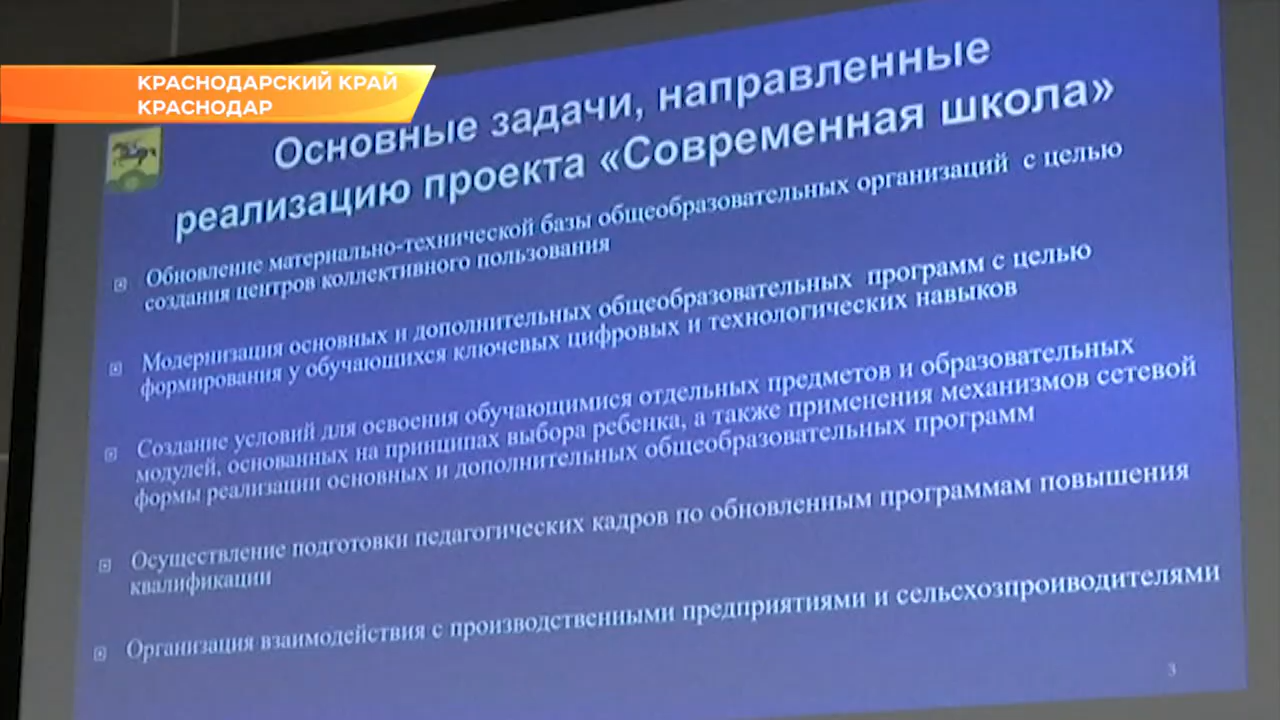 КРАСНОДАРСКИЙ КРАЙ
КРАСНОДАР
Основные задачи, направленные
реализацию проекта «Современная школа»
Обновление материально-технической базы общеобразовательных организаций с целью
создания центров коллективного пользования
Модернизация основных и дополнительных общеобразовательных программ с целью
формирования у обучающихся ключевых цифровых и технологических навыков
Создание условий для освоения обучающимися отдельных предметов и образовательных
модулей, основанных на принципах выбора ребенка, а также применения механизмов сетевой
формы реализации основных и дополнительных общеобразовательных программ
Осуществление подготовки педагогических кадров по обновленным программам повышения
квалификации
Организация взаимодействия с производственными предприятиями и сельсхозпроиводителями
3